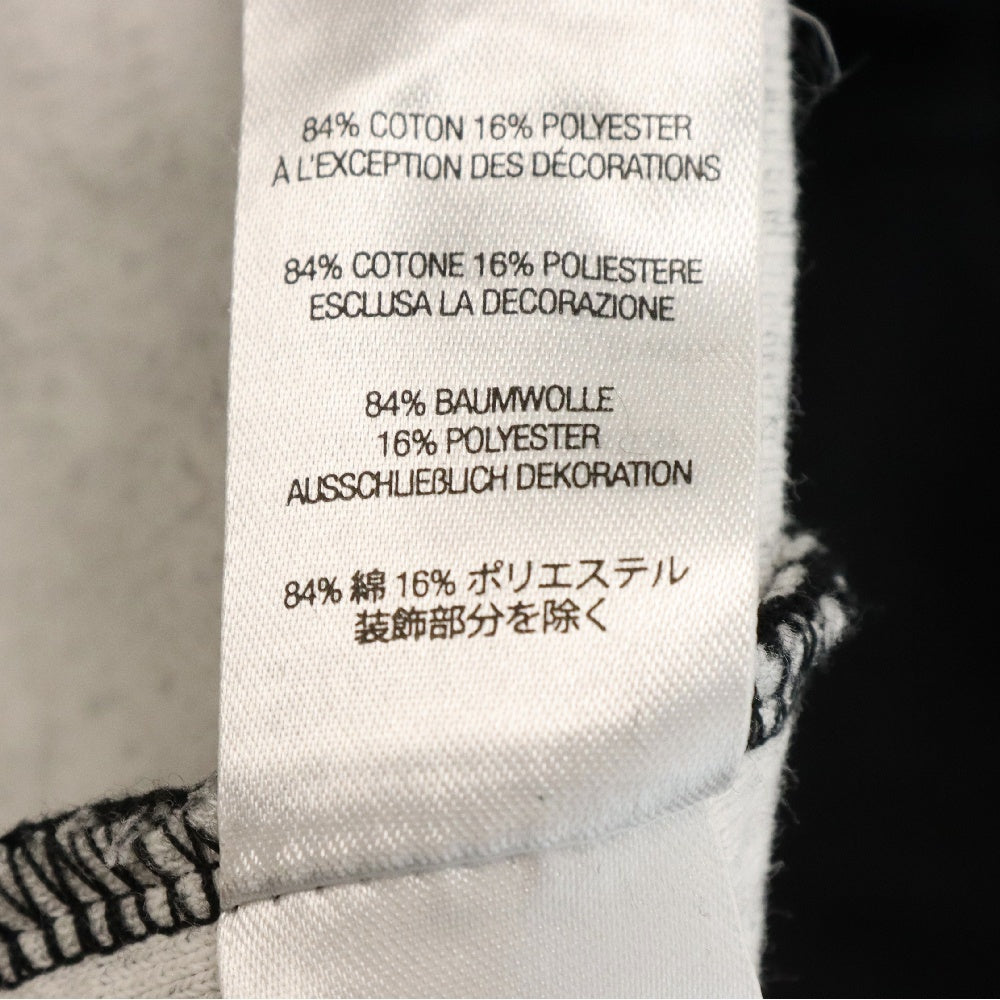 84% COTON 16% POLYESTER
A L'EXCEPTION DES DÉCORATIONS
84% COTONE 16% POLIESTERE
ESCLUSA LA DECORAZIONE
84% BAUMWOLLE
16% POLYESTER
AUSSCHLIEßLICH DEKORATION
84% 綿 16% ポリエステル
装飾部分を除く